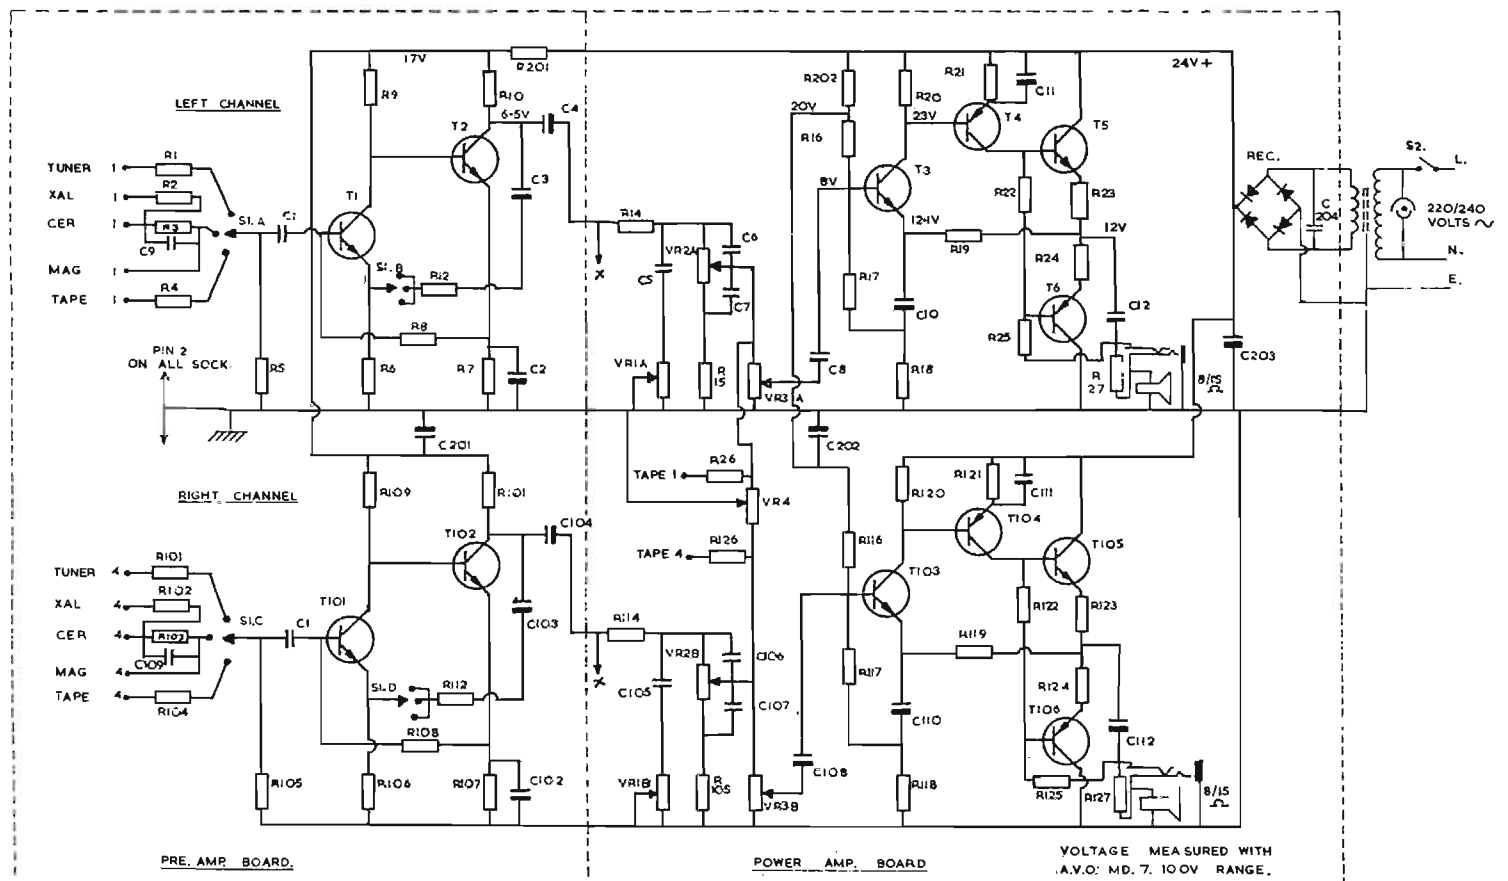 LEFT CHANNEL
17V
R201
R9
R10
6·5V
C4
T2
C3
TUNER 1
R1
XAL 1
R2
CER 1
R3
C9
MAG 1
TAPE 1
R4
S1.A
C1
T1
S1.B
R12
R8
R5
R6
R7
C2
PIN 2
ON ALL SOCK.
C201
R14
X
VR2A
C5
C6
C7
VR1A
R15
VR3A
C8
R202
20V
R16
8V
R17
R20
23V
T3
12·4V
C10
R18
R19
R21
C11
T4
T5
R22
R23
12V
R24
T6
R25
C12
R27
8/15
Ω
24V+
REC.
C204
C203
S2.
L.
220/240
VOLTS ∿
N.
E.
C202
TAPE 1
R26
VR4
TAPE 4
R126
RIGHT CHANNEL
R109
R101
C104
T102
C103
TUNER 4
R101
XAL 4
R102
CER 4
R103
C109
MAG 4
TAPE 4
R104
S1.C
C1
T101
S1.D
R112
R108
R105
R106
R107
C102
R114
X
VR2B
C105
C106
C107
VR1B
R105
VR3B
C108
R116
R117
R120
T103
C110
R118
R119
R121
C111
T104
T105
R122
R123
R124
T106
R125
C112
R127
8/15
Ω
PRE. AMP. BOARD.
POWER AMP. BOARD
VOLTAGE MEASURED WITH
A.V.O. MD. 7. 100V RANGE.